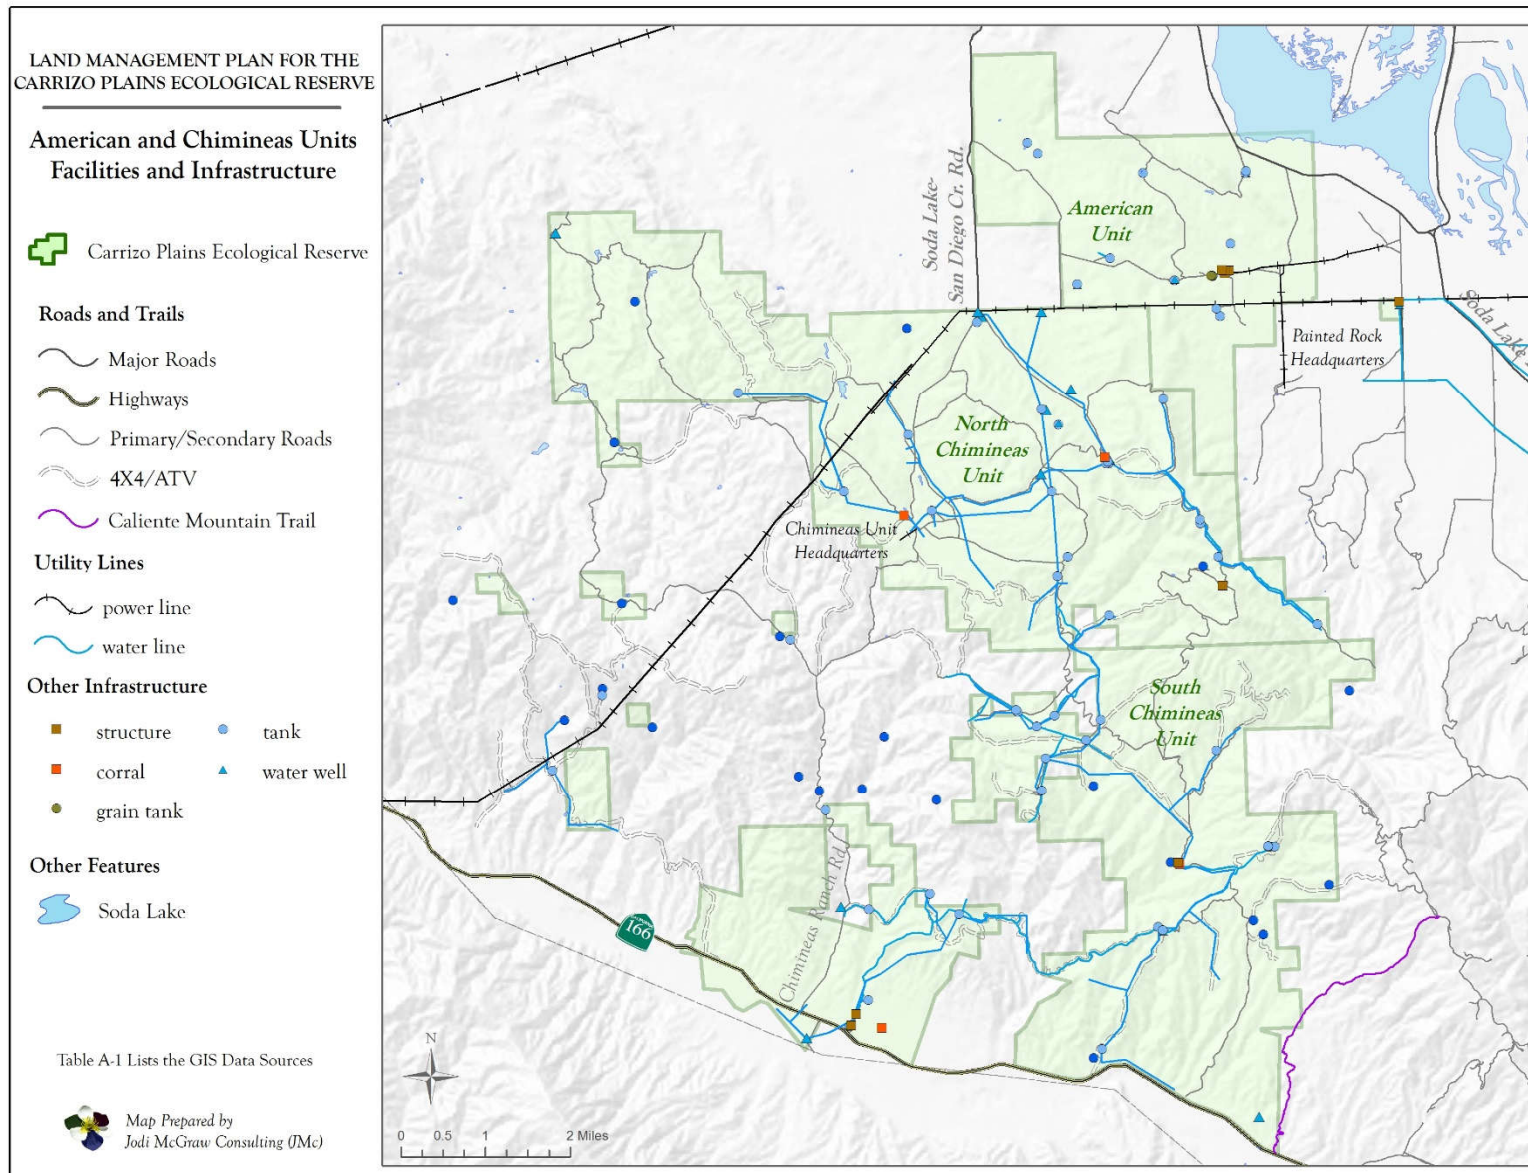 LAND MANAGEMENT PLAN FOR THE
CARRIZO PLAINS ECOLOGICAL RESERVE
American and Chimineas Units
Facilities and Infrastructure
Carrizo Plains Ecological Reserve
Roads and Trails
Major Roads
Highways
Primary/Secondary Roads
4X4/ATV
Caliente Mountain Trail
Utility Lines
power line
water line
Other Infrastructure
structure
tank
corral
water well
grain tank
Other Features
Soda Lake
Table A-1 Lists the GIS Data Sources
Map Prepared by
Jodi McGraw Consulting (JMc)
Soda Lake-
San Diego Cr. Rd.
American
Unit
Soda Lake
Painted Rock
Headquarters
North
Chimineas
Unit
Chimineas Unit
Headquarters
South
Chimineas
Unit
Chimineas Ranch Rd
166
N
0 0.5 1 2 Miles